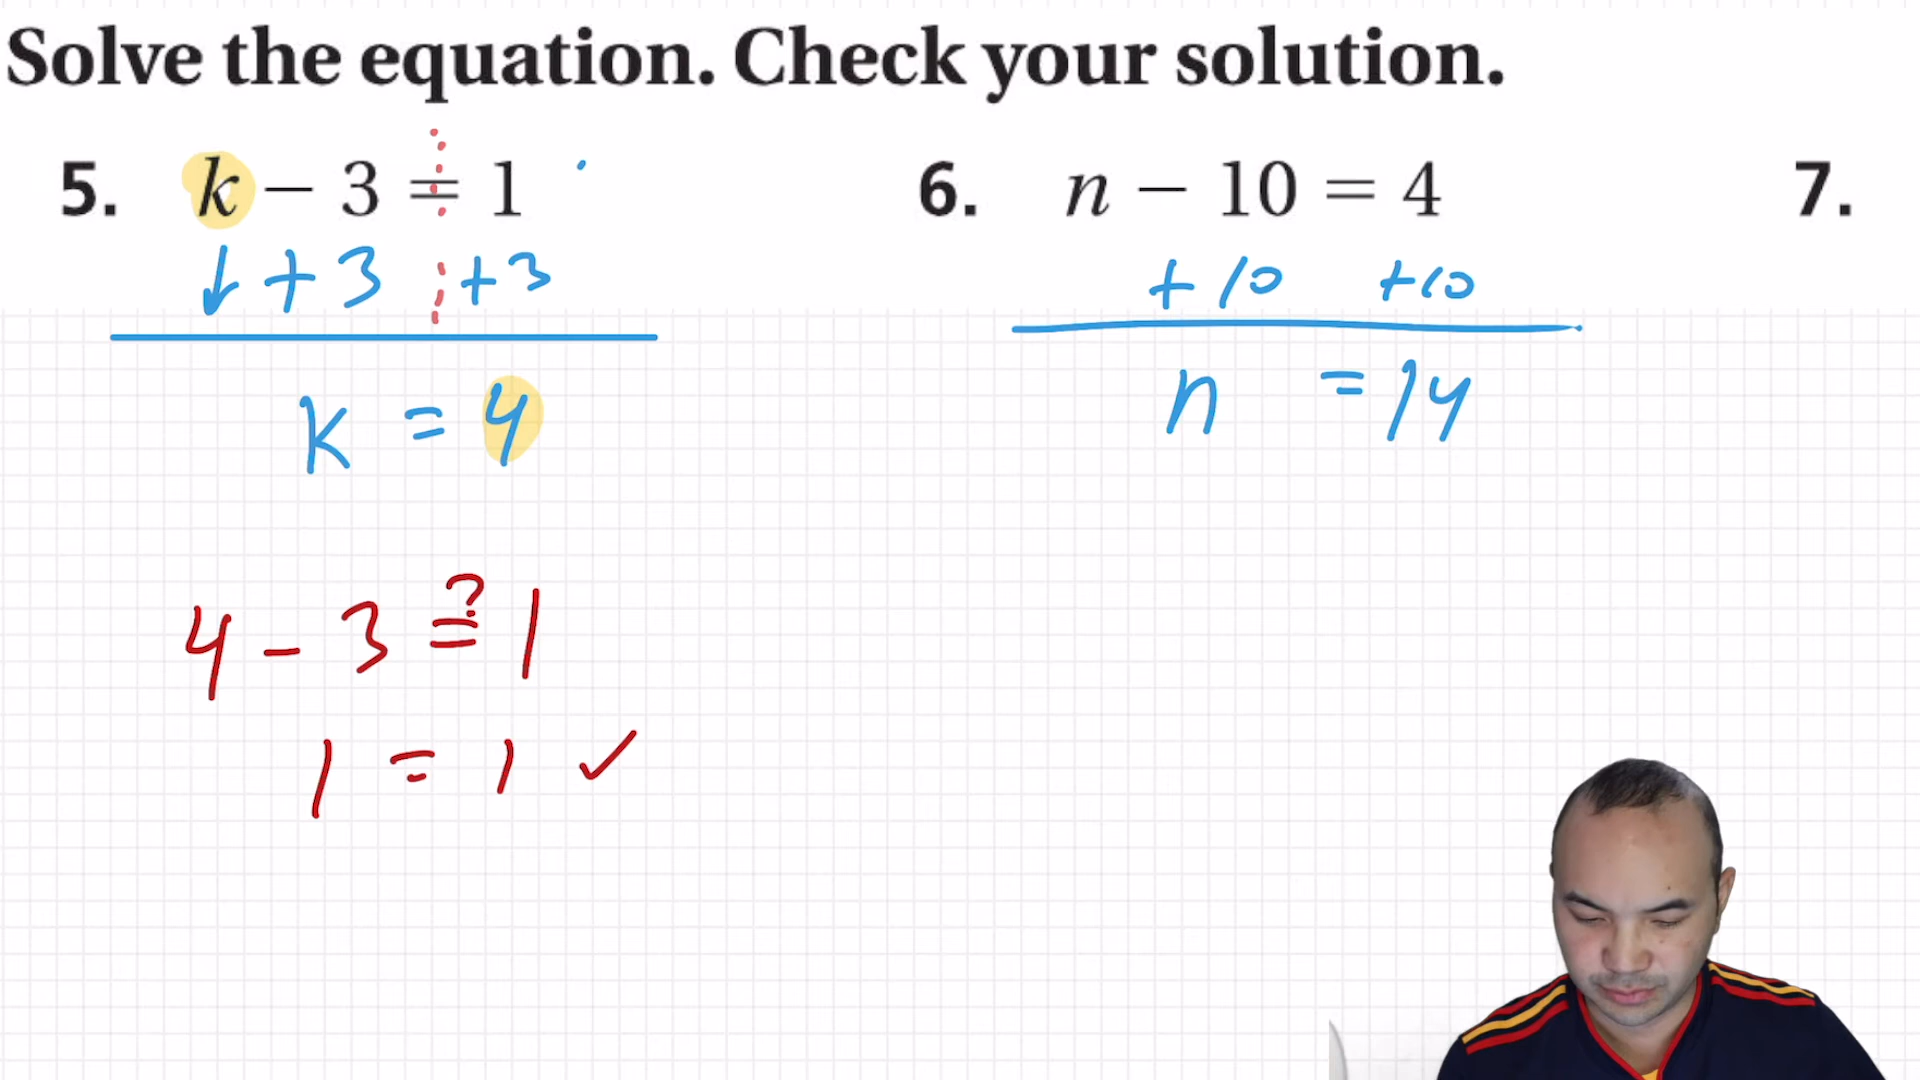 Solve the equation. Check your solution.
5. k − 3 = 1
+ 3 + 3
k = 4
4 - 3 ≟ 1
1 = 1 ✓
6. n − 10 = 4
+ 10 +10
n = 14
7.